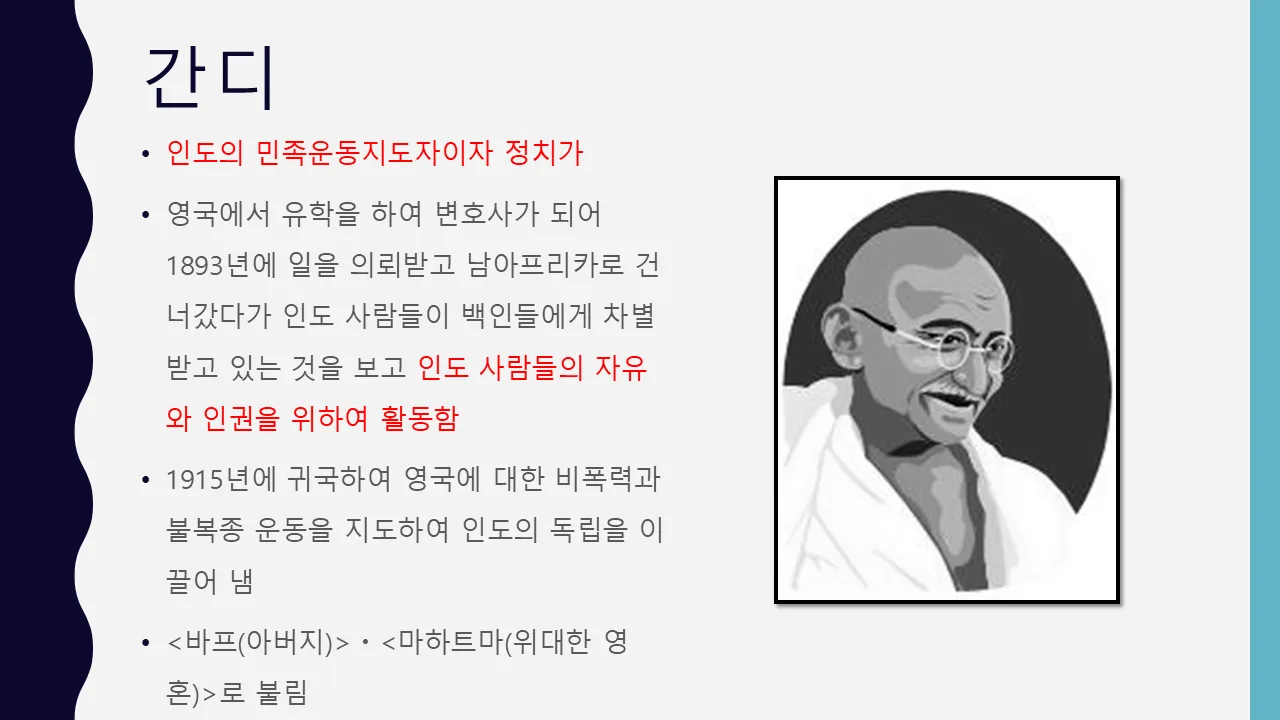 간디
• 인도의 민족운동지도자이자 정치가
• 영국에서 유학을 하여 변호사가 되어
1893년에 일을 의뢰받고 남아프리카로 건
너갔다가 인도 사람들이 백인들에게 차별
받고 있는 것을 보고 인도 사람들의 자유
와 인권을 위하여 활동함
• 1915년에 귀국하여 영국에 대한 비폭력과
불복종 운동을 지도하여 인도의 독립을 이
끌어 냄
• <바프(아버지)>・<마하트마(위대한 영
혼)>로 불림